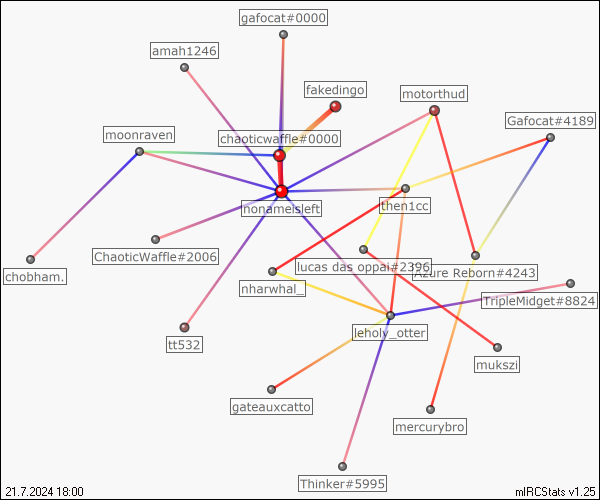 gafocat#0000
amah1246
fakedingo
motorthud
Gafocat#4189
moonraven
chaoticwaffle#0000
nonameisleft
then1cc
ChaoticWaffle#2006
lucas das oppai#2396
Azure Reborn#4243
chobham.
nharwhal_
TripleMidget#8824
leholy_otter
tt532
mukszi
gateauxcatto
mercurybro
Thinker#5995
21.7.2024 18:00
mIRCStats v1.25